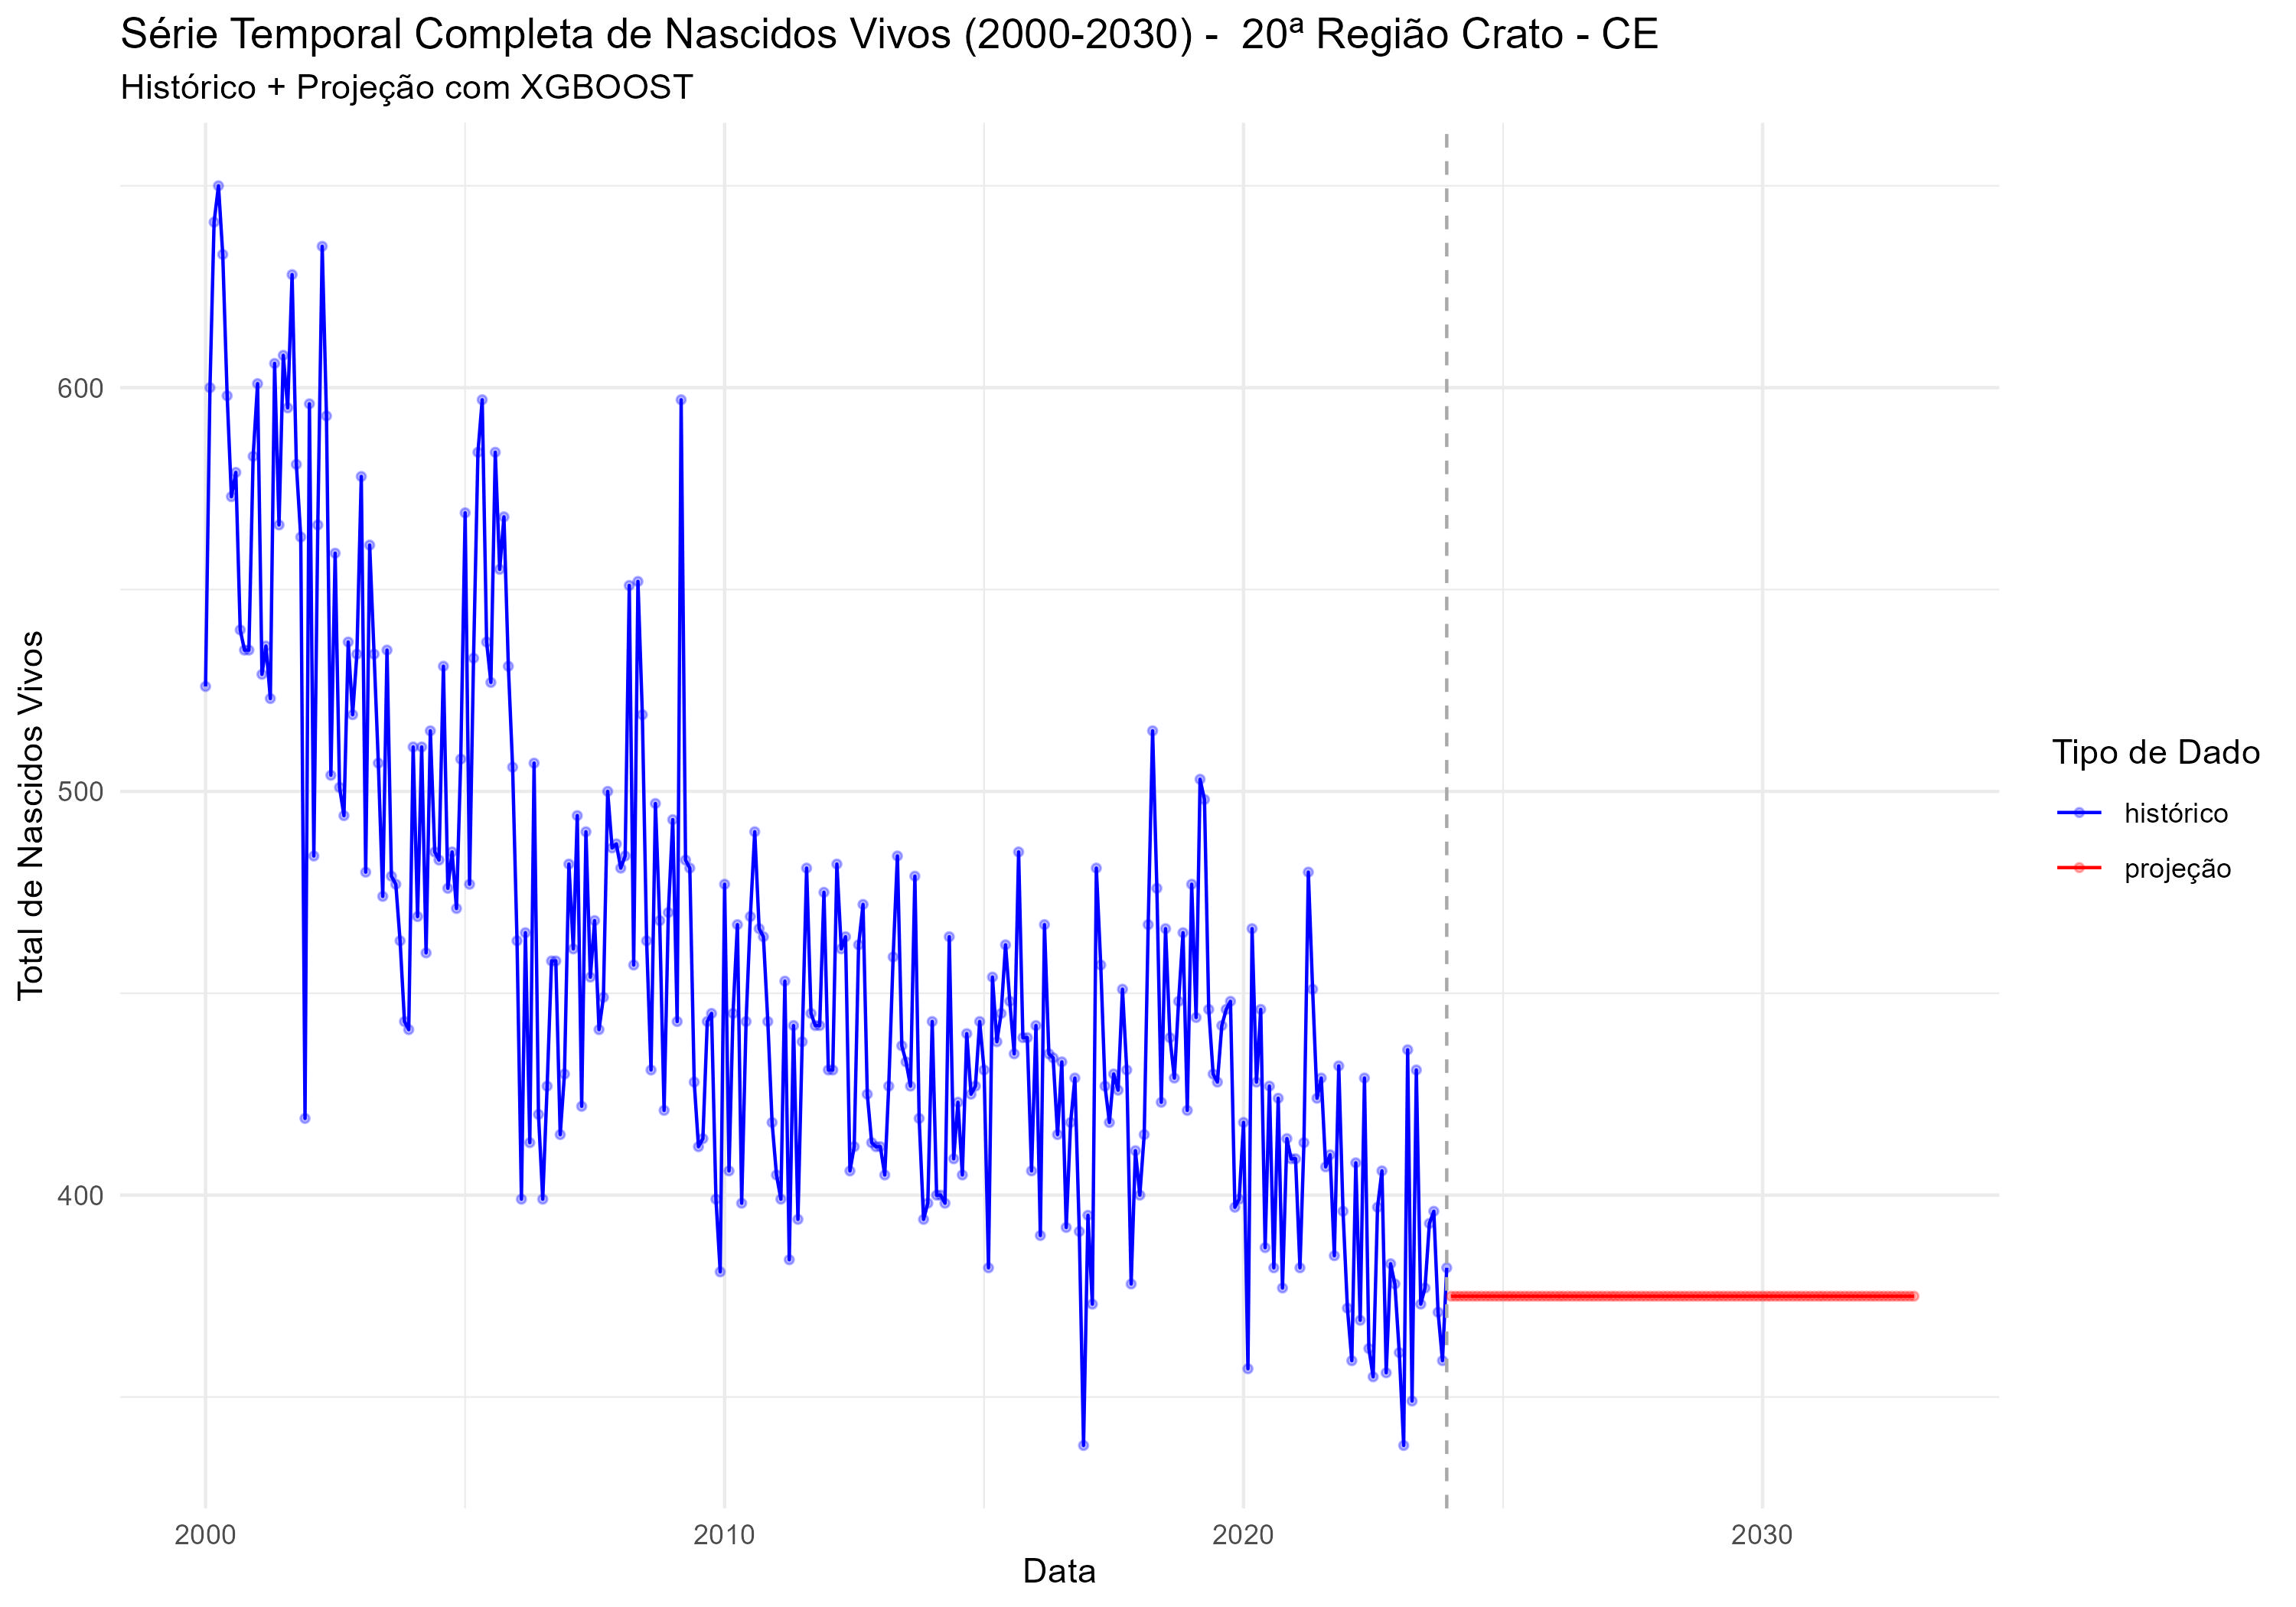 Série Temporal Completa de Nascidos Vivos (2000-2030) -  20ª Região Crato - CE
Histórico + Projeção com XGBOOST
Total de Nascidos Vivos
600
500
400
2000
2010
2020
2030
Data
Tipo de Dado
histórico
projeção